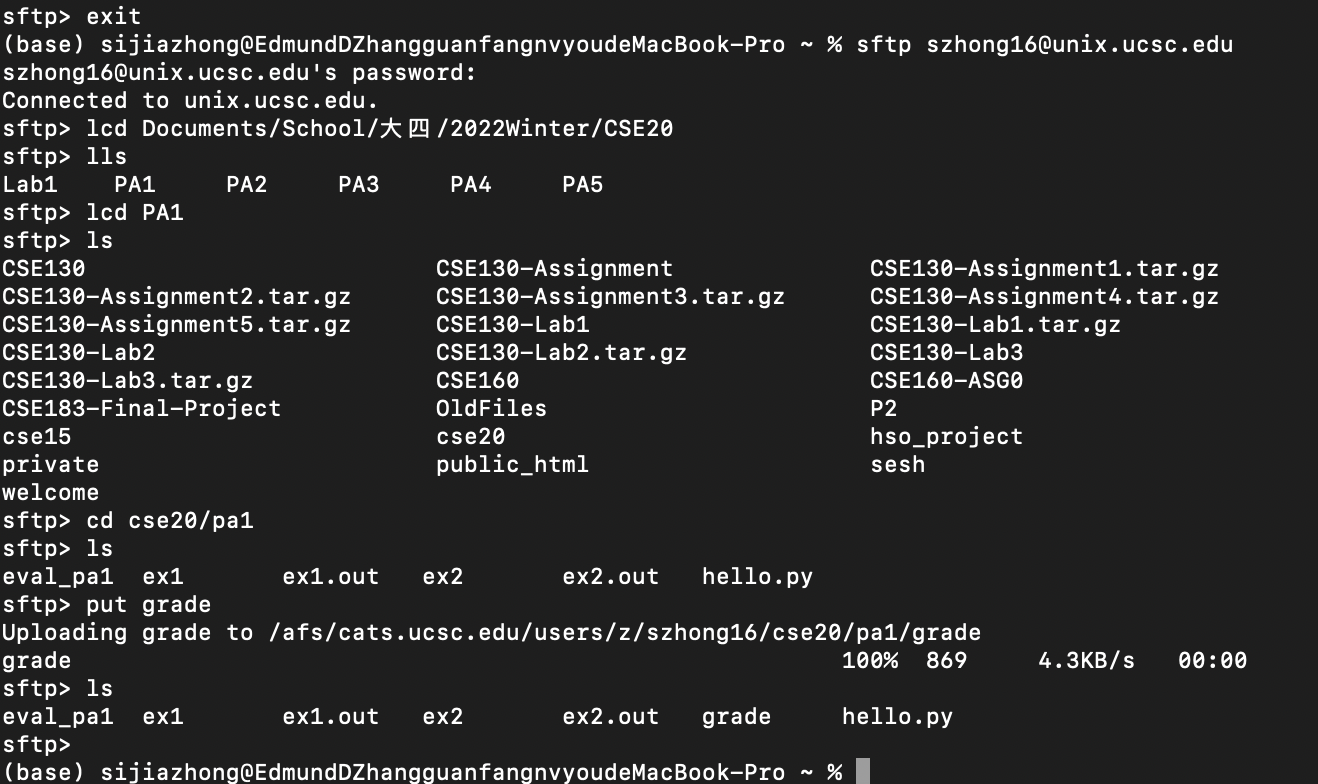 sftp> exit
(base) sijiazhong@EdmundDZhangguanfangnvyoudeMacBook-Pro ~ % sftp szhong16@unix.ucsc.edu
szhong16@unix.ucsc.edu's password:
Connected to unix.ucsc.edu.
sftp> lcd Documents/School/大四/2022Winter/CSE20
sftp> lls
Lab1    PA1     PA2     PA3     PA4     PA5
sftp> lcd PA1
sftp> ls
CSE130                         CSE130-Assignment              CSE130-Assignment1.tar.gz
CSE130-Assignment2.tar.gz      CSE130-Assignment3.tar.gz      CSE130-Assignment4.tar.gz
CSE130-Assignment5.tar.gz      CSE130-Lab1                    CSE130-Lab1.tar.gz
CSE130-Lab2                    CSE130-Lab2.tar.gz             CSE130-Lab3
CSE130-Lab3.tar.gz             CSE160                         CSE160-ASG0
CSE183-Final-Project           OldFiles                       P2
cse15                          cse20                          hso_project
private                        public_html                    sesh
welcome
sftp> cd cse20/pa1
sftp> ls
eval_pa1  ex1       ex1.out   ex2       ex2.out   hello.py
sftp> put grade
Uploading grade to /afs/cats.ucsc.edu/users/z/szhong16/cse20/pa1/grade
grade                                                       100%  869     4.3KB/s   00:00
sftp> ls
eval_pa1  ex1       ex1.out   ex2       ex2.out   grade     hello.py
sftp>
(base) sijiazhong@EdmundDZhangguanfangnvyoudeMacBook-Pro ~ %